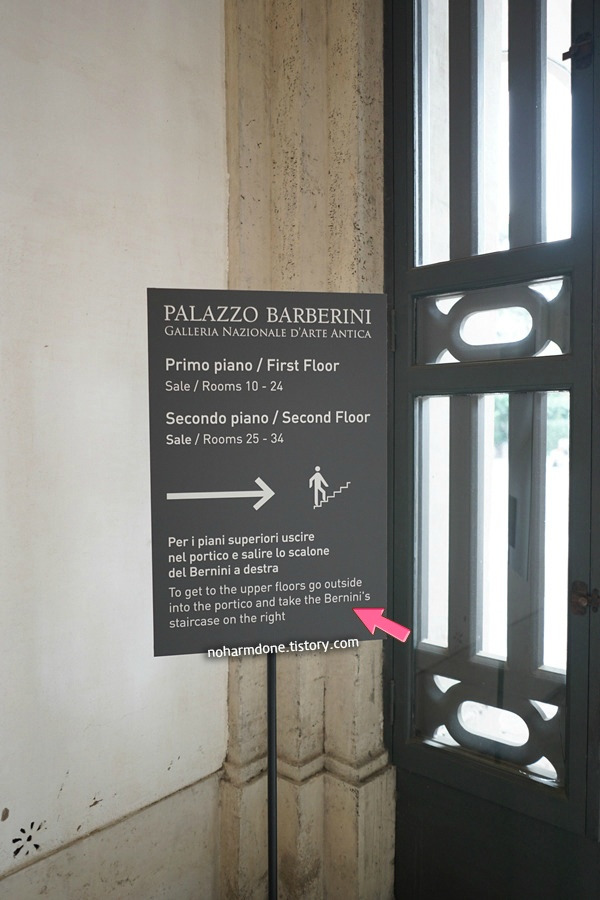 PALAZZO BARBERINI
GALLERIA NAZIONALE D'ARTE ANTICA
Primo piano / First Floor
Sale / Rooms 10 - 24
Secondo piano / Second Floor
Sale / Rooms 25 - 34
Per i piani superiori uscire
nel portico e salire lo scalone
del Bernini a destra
To get to the upper floors go outside
into the portico and take the Bernini's
staircase on the right
noharmdone.tistory.com